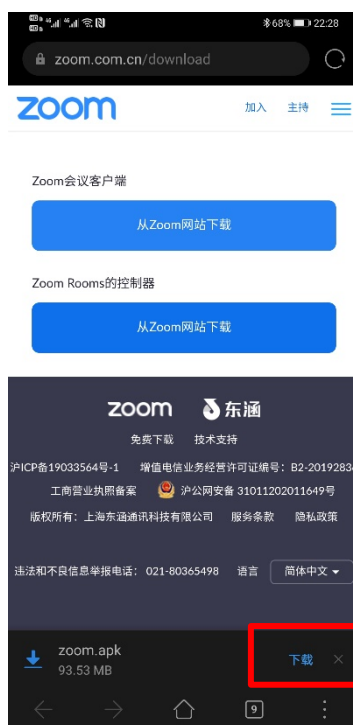 68% 22:28
zoom.com.cn/download
zoom 加入 主持
Zoom会议客户端
从Zoom网站下载
Zoom Rooms的控制器
从Zoom网站下载
zoom 东涵
免费下载 技术支持
沪ICP备19033564号-1 增值电信业务经营许可证编号：B2-2019283
工商营业执照备案 沪公网安备 31011202011649号
版权所有：上海东涵通讯科技有限公司 服务条款 隐私政策
违法和不良信息举报电话：021-80365498 语言 简体中文
zoom.apk
93.53 MB
下载
9